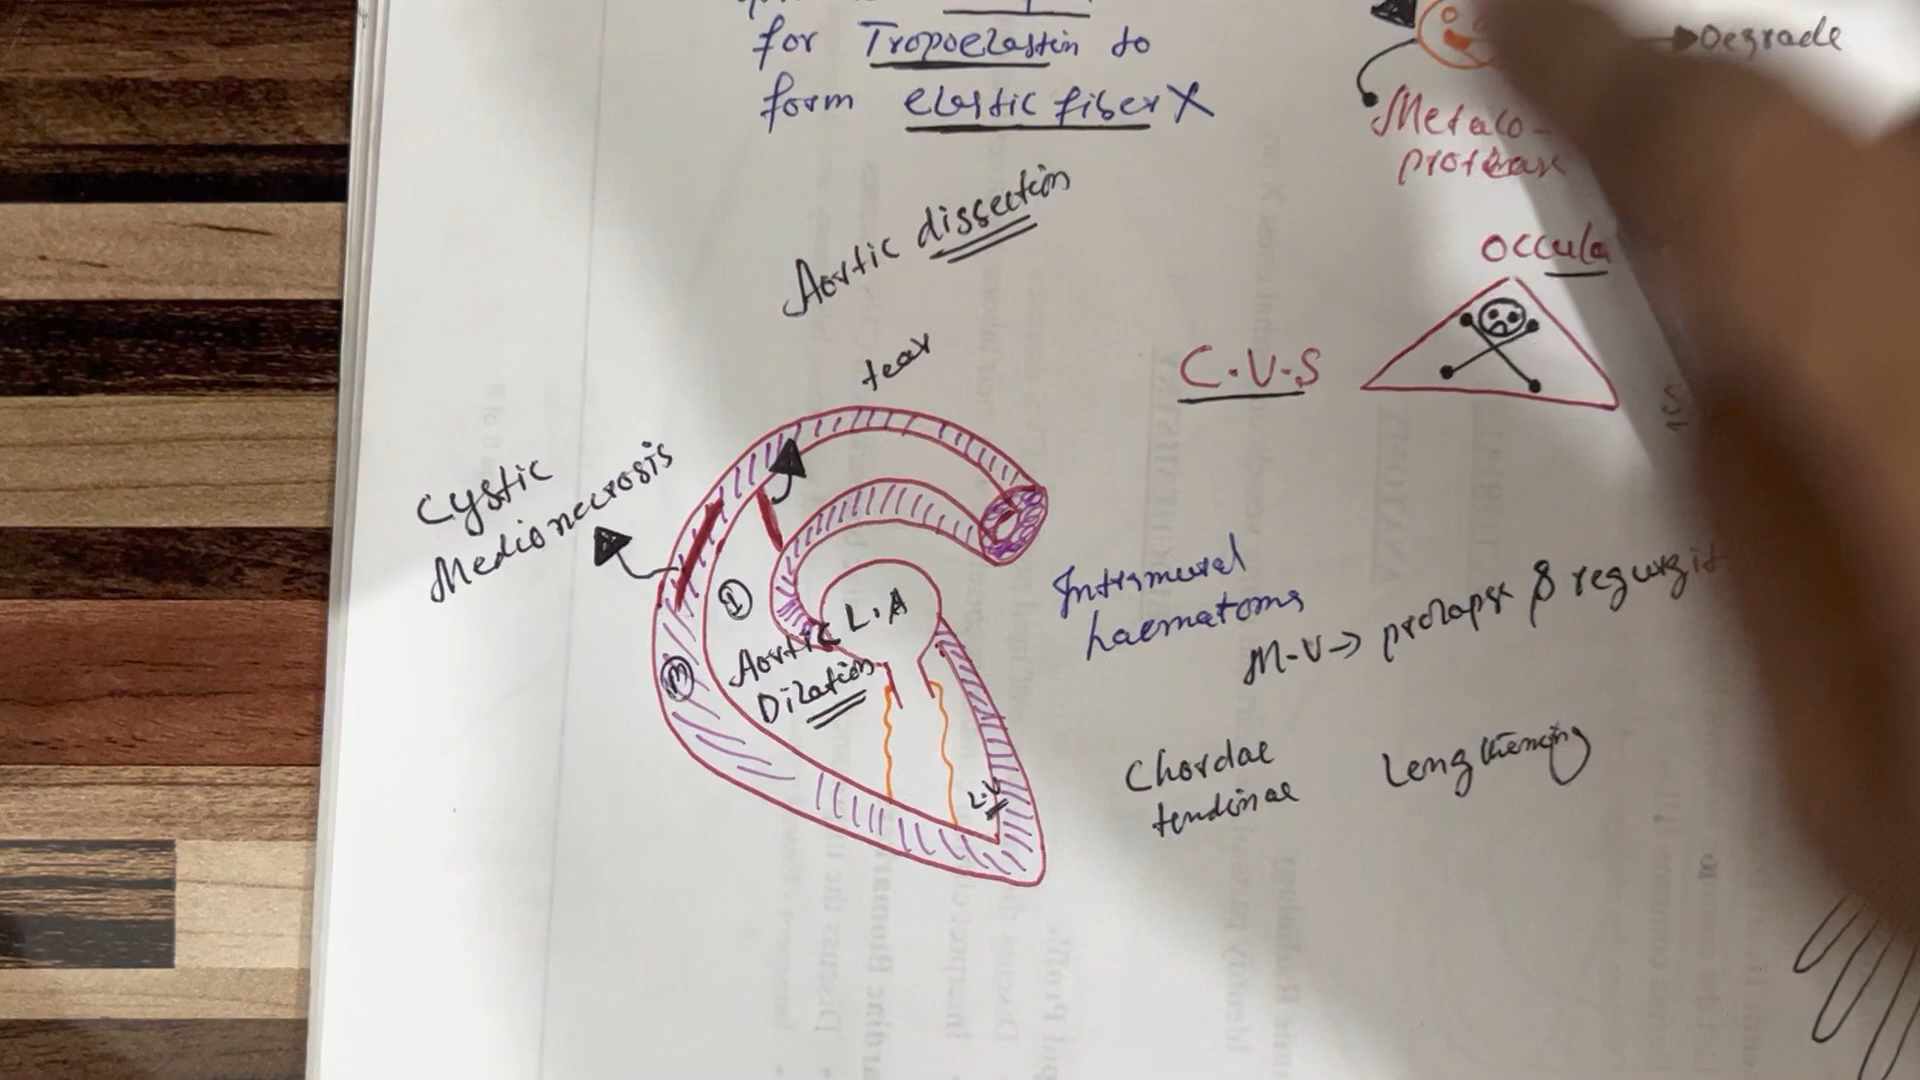 for Tropoelastin to
form elastic fiber X
Degrade
Metalo-
Aortic dissection
tear
Occula
C.V.S
Cystic
Medionecrosis
I
M
L.A
Aortic
Dilation
L.V
Intramural
haematoma
M.V→ prolapse & regurgit
Chordae
tendinae
Lengthening